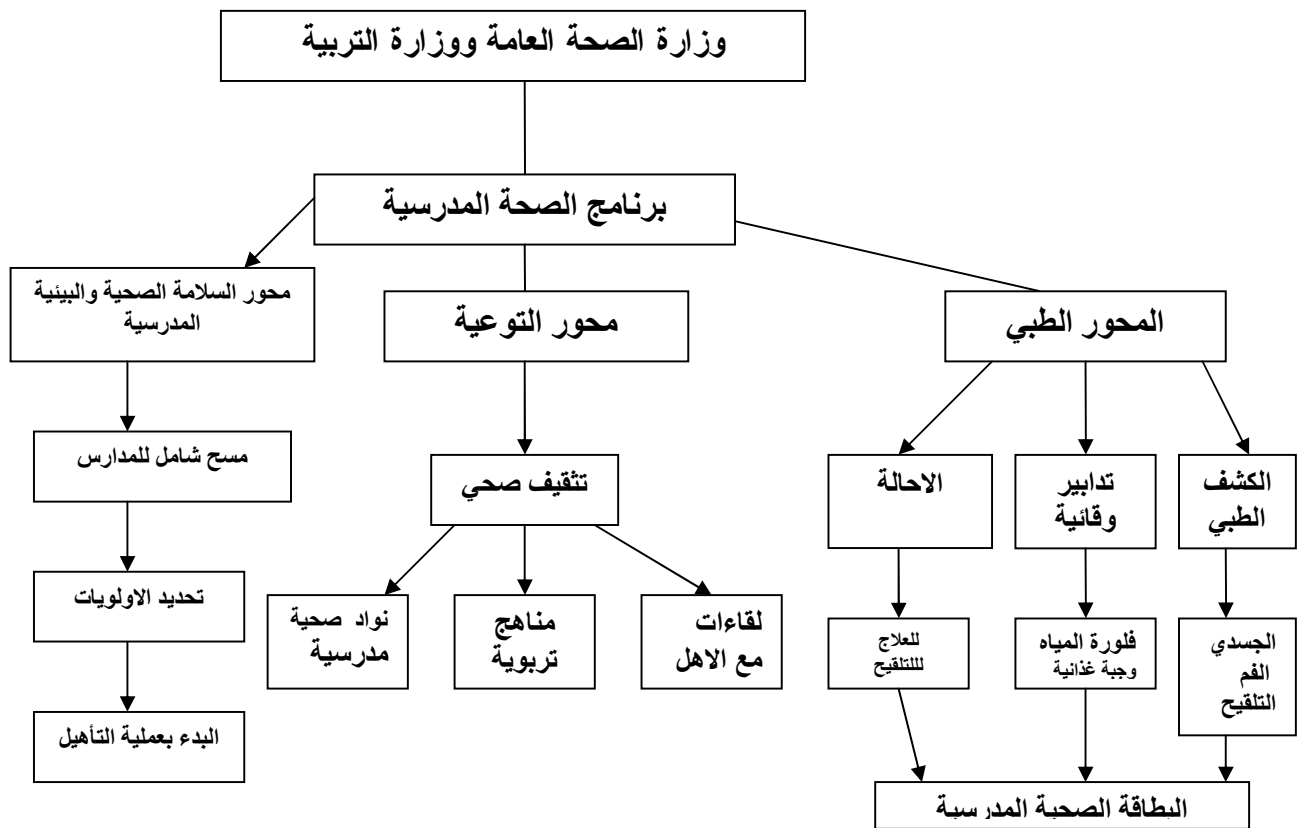 وزارة الصحة العامة ووزارة التربية
برنامج الصحة المدرسية
المحور الطبي
محور التوعية
محور السلامة الصحية والبيئية
المدرسية
الكشف
الطبي
تدابير
وقائية
الاحالة
تثقيف صحي
مسح شامل للمدارس
الجسدي
الفم
التلقيح
فلورة المياه
وجبة غذائية
للعلاج
لللتلقيح
لقاءات
مع الاهل
مناهج
تربوية
نواد صحية
مدرسية
تحديد الاولويات
البدء بعملية التأهيل
البطاقة الصحية المدرسية